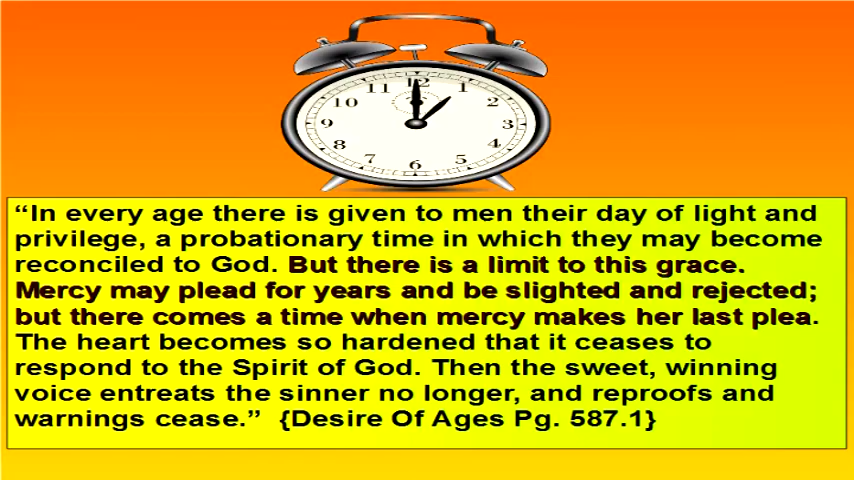 12
11 1
10 2
9 3
8 4
7 5
6
“In every age there is given to men their day of light and
privilege, a probationary time in which they may become
reconciled to God. But there is a limit to this grace.
Mercy may plead for years and be slighted and rejected;
but there comes a time when mercy makes her last plea.
The heart becomes so hardened that it ceases to
respond to the Spirit of God. Then the sweet, winning
voice entreats the sinner no longer, and reproofs and
warnings cease.” {Desire Of Ages Pg. 587.1}